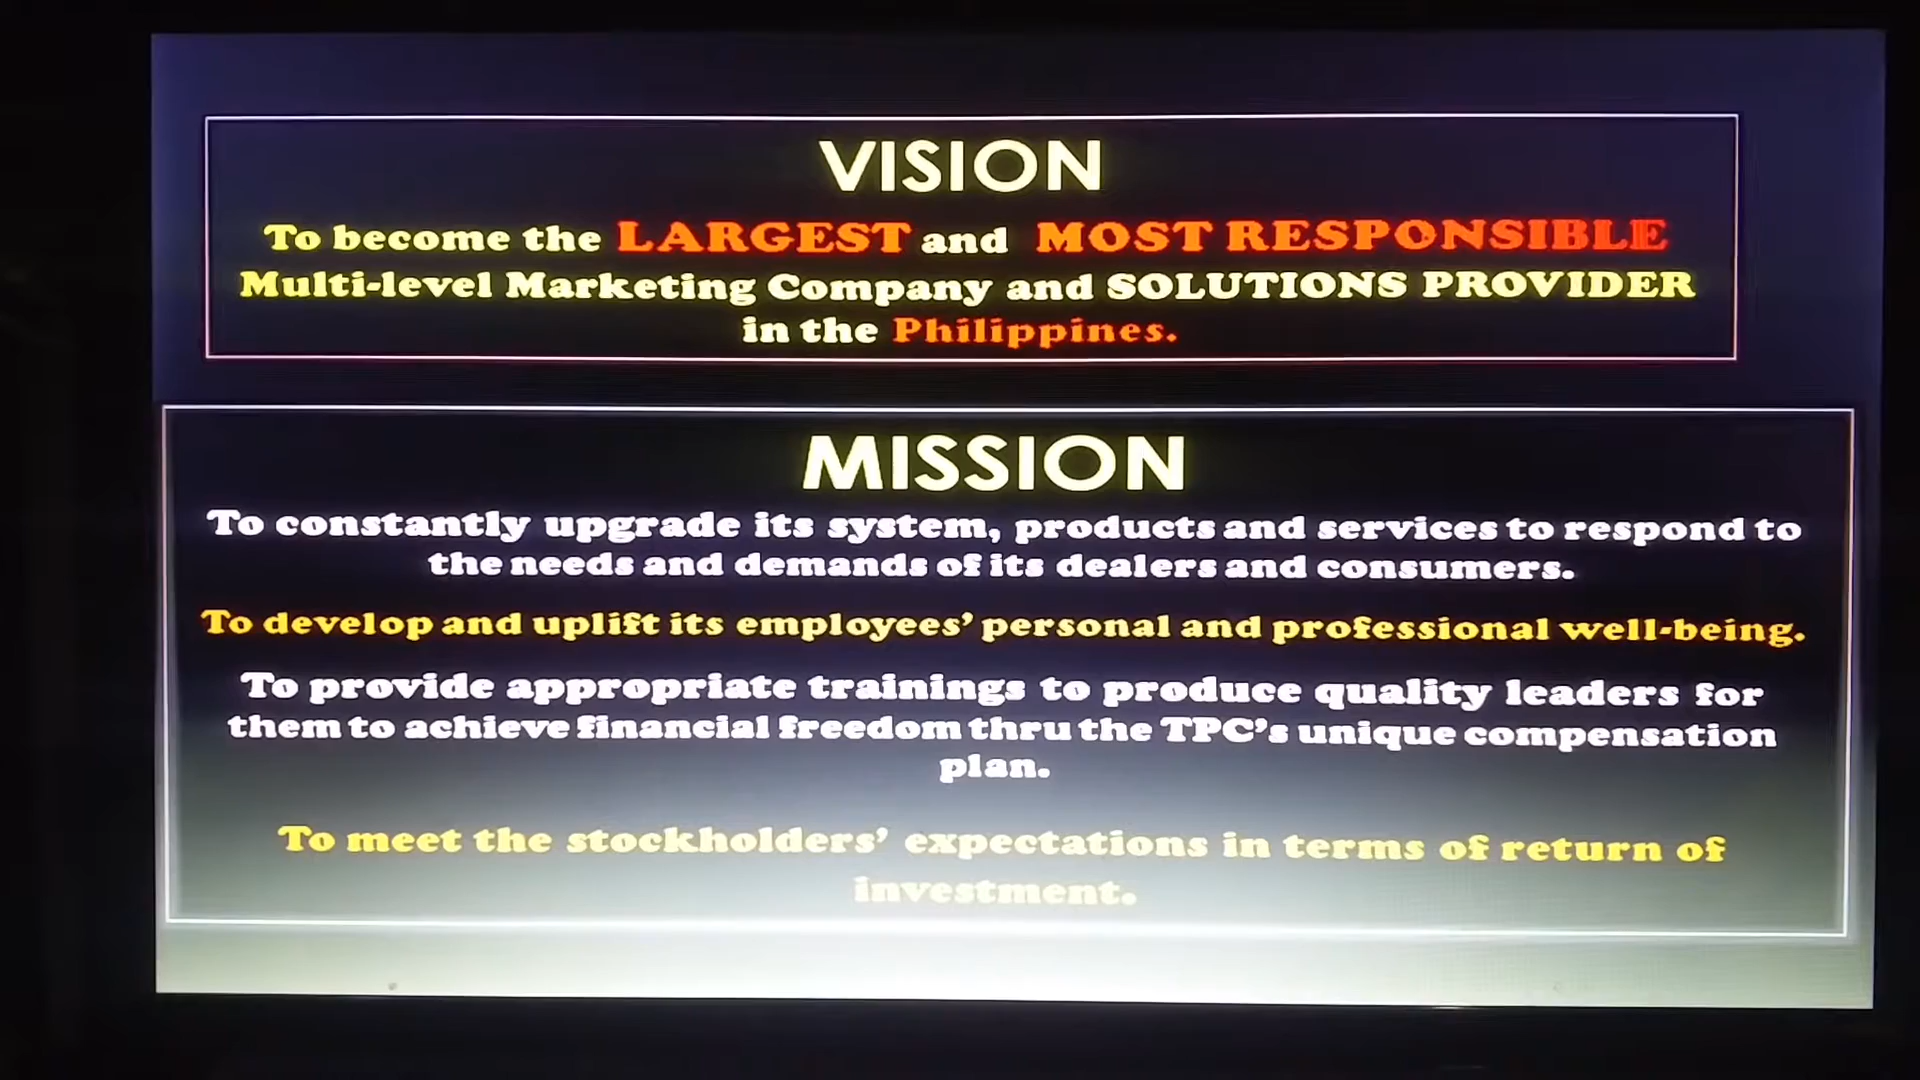 VISION
To become the LARGEST and MOST RESPONSIBLE
Multi-level Marketing Company and SOLUTIONS PROVIDER
in the Philippines.
MISSION
To constantly upgrade its system, products and services to respond to
the needs and demands of its dealers and consumers.
To develop and uplift its employees' personal and professional well-being.
To provide appropriate trainings to produce quality leaders for
them to achieve financial freedom thru the TPC's unique compensation
plan.
To meet the stockholders' expectations in terms of return of
investment.